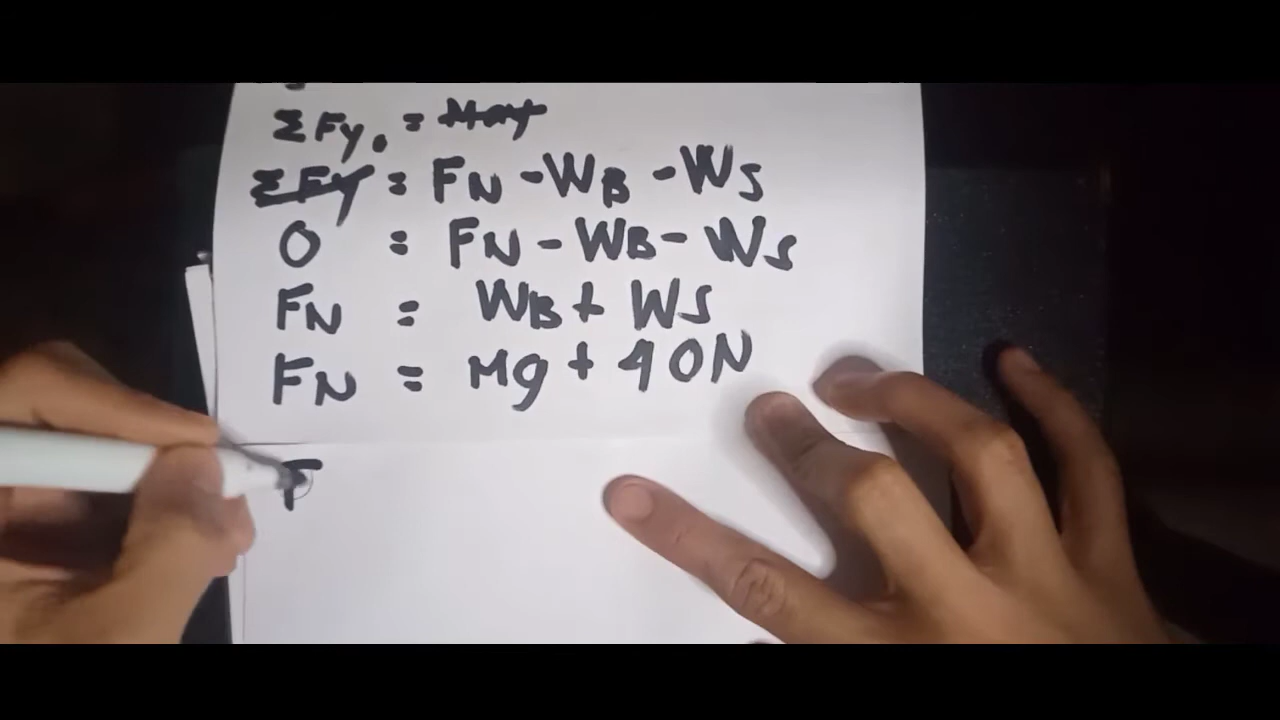 ΣFy = May
ΣFy = FN - WB - WS
0 = FN - WB - WS
FN = WB + WS
FN = Mg + 40N
F